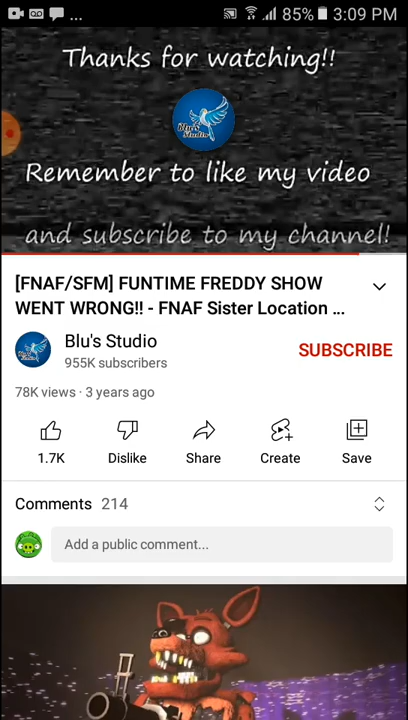 ... 85% 3:09 PM
Thanks for watching!!
Blu's
Studio
Remember to like my video
and subscribe to my channel!
[FNAF/SFM] FUNTIME FREDDY SHOW
WENT WRONG!! - FNAF Sister Location ...
Blu's Studio
955K subscribers
SUBSCRIBE
78K views · 3 years ago
1.7K Dislike Share Create Save
Comments 214
Add a public comment...